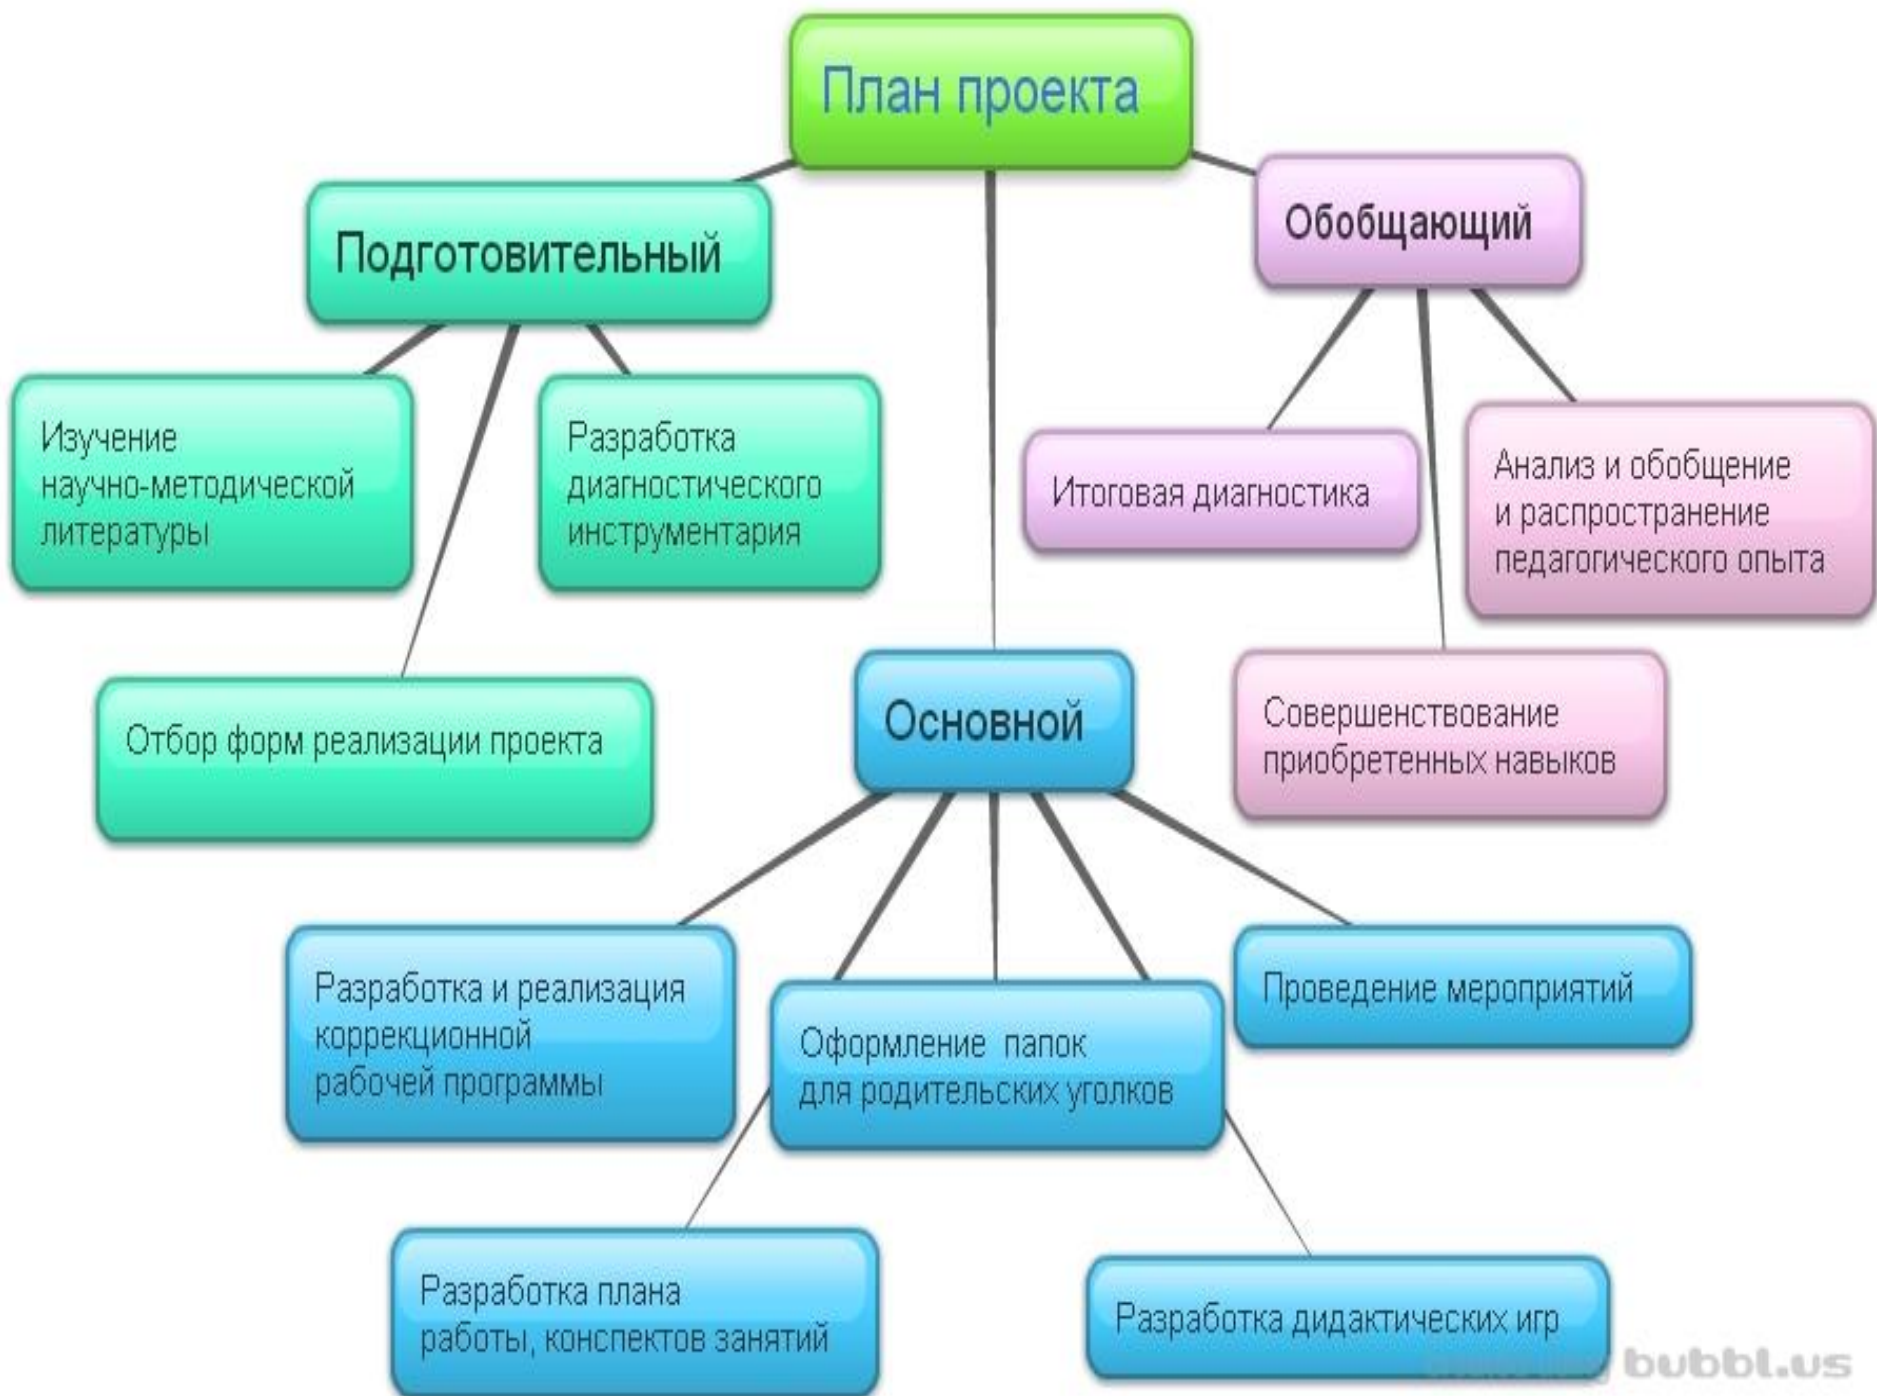 План проекта
Подготовительный
Обобщающий
Изучение
научно-методической
литературы
Разработка
диагностического
инструментария
Итоговая диагностика
Анализ и обобщение
и распространение
педагогического опыта
Отбор форм реализации проекта
Основной
Совершенствование
приобретенных навыков
Разработка и реализация
коррекционной
рабочей программы
Оформление папок
для родительских уголков
Проведение мероприятий
Разработка плана
работы, конспектов занятий
Разработка дидактических игр
bubbl.us